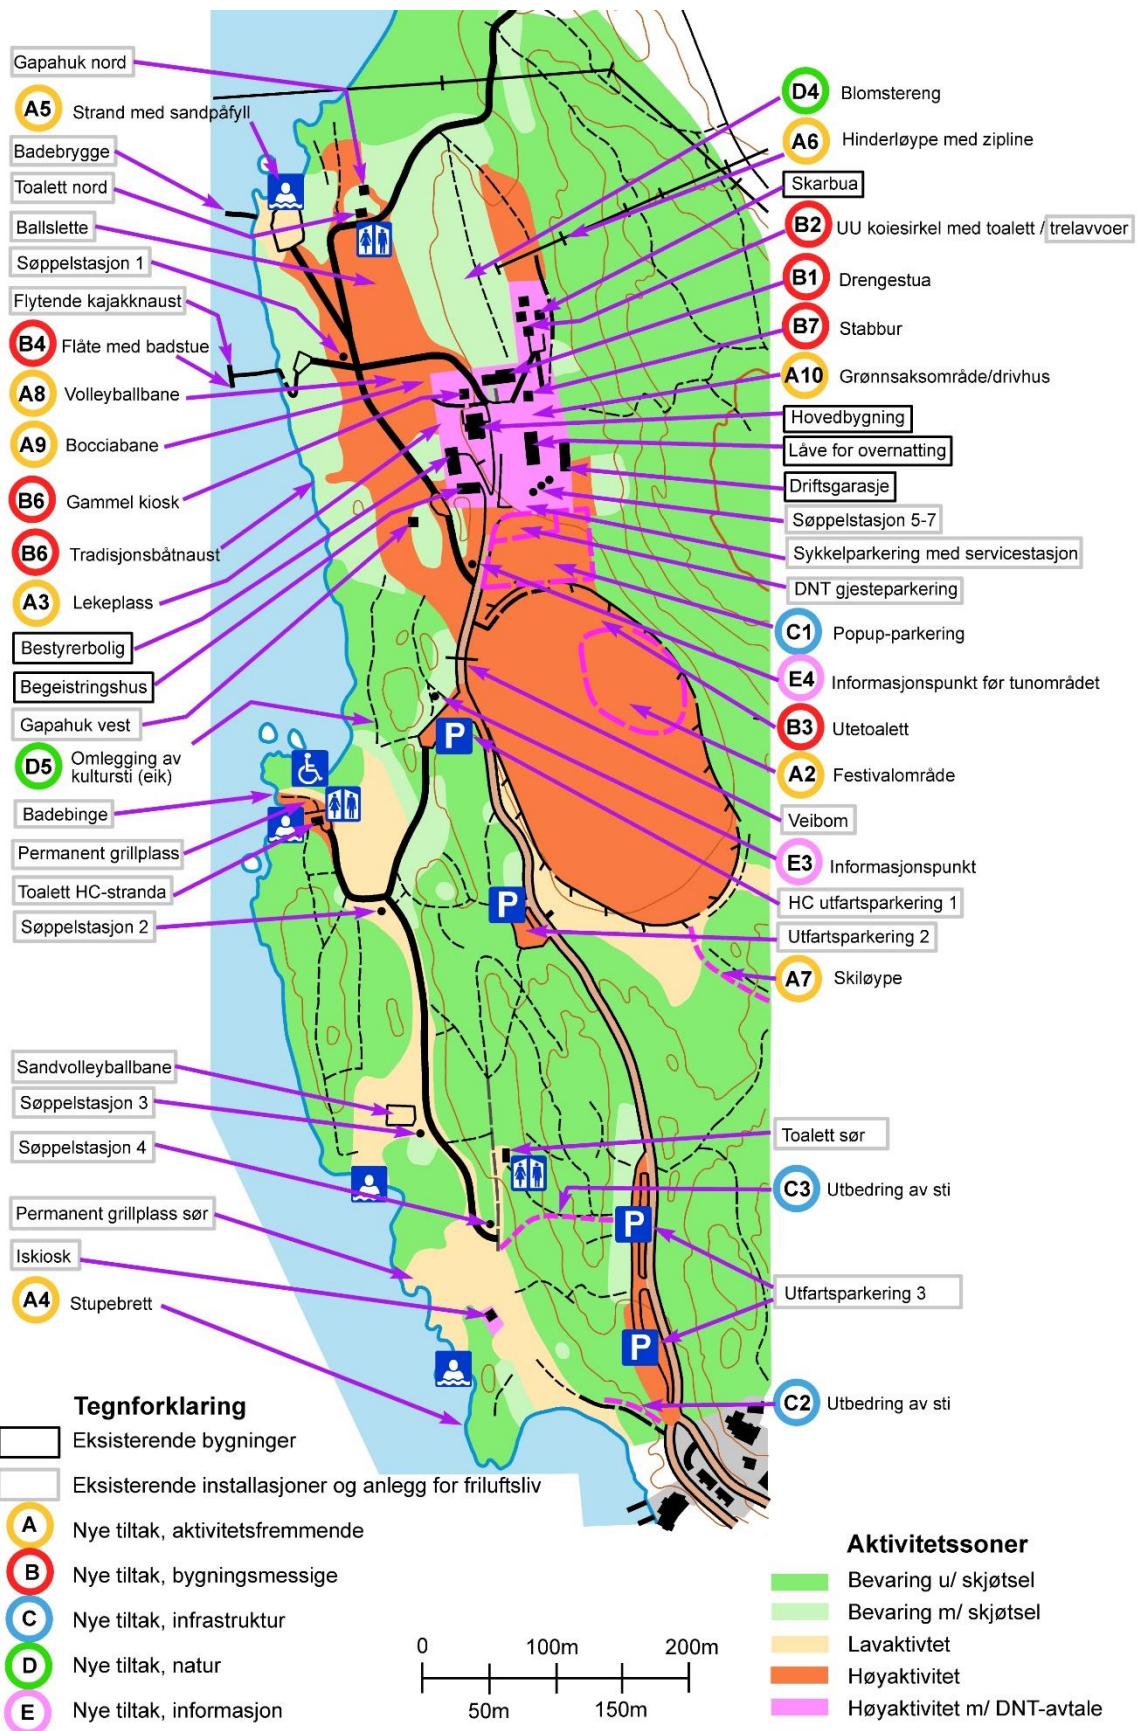 Gapahuk nord
A5 Strand med sandpåfyll
Badebrygge
Toalett nord
Ballslette
Søppelstasjon 1
Flytende kajakknaust
B4 Flåte med badstue
A8 Volleyballbane
A9 Bocciabane
B6 Gammel kiosk
B6 Tradisjonsbåtnaust
A3 Lekeplass
Bestyrerbolig
Begeistringshus
Gapahuk vest
D5 Omlegging av
kultursti (eik)
Badebinge
Permanent grillplass
Toalett HC-stranda
Søppelstasjon 2
Sandvolleyballbane
Søppelstasjon 3
Søppelstasjon 4
Permanent grillplass sør
Iskiosk
A4 Stupebrett
D4 Blomstereng
A6 Hinderløype med zipline
Skarbua
B2 UU koiesirkel med toalett / trelavvoer
B1 Drengestua
B7 Stabbur
A10 Grønnsaksområde/drivhus
Hovedbygning
Låve for overnatting
Driftsgarasje
Søppelstasjon 5-7
Sykkelparkering med servicestasjon
DNT gjesteparkering
C1 Popup-parkering
E4 Informasjonspunkt før tunområdet
B3 Utetoalett
A2 Festivalområde
Veibom
E3 Informasjonspunkt
HC utfartsparkering 1
Utfartsparkering 2
A7 Skiløype
Toalett sør
C3 Utbedring av sti
Utfartsparkering 3
C2 Utbedring av sti
P
P
P
P
Tegnforklaring
Eksisterende bygninger
Eksisterende installasjoner og anlegg for friluftsliv
A Nye tiltak, aktivitetsfremmende
B Nye tiltak, bygningsmessige
C Nye tiltak, infrastruktur
D Nye tiltak, natur
E Nye tiltak, informasjon
0 100m 200m
50m 150m
Aktivitetssoner
Bevaring u/ skjøtsel
Bevaring m/ skjøtsel
Lavaktivtet
Høyaktivitet
Høyaktivitet m/ DNT-avtale